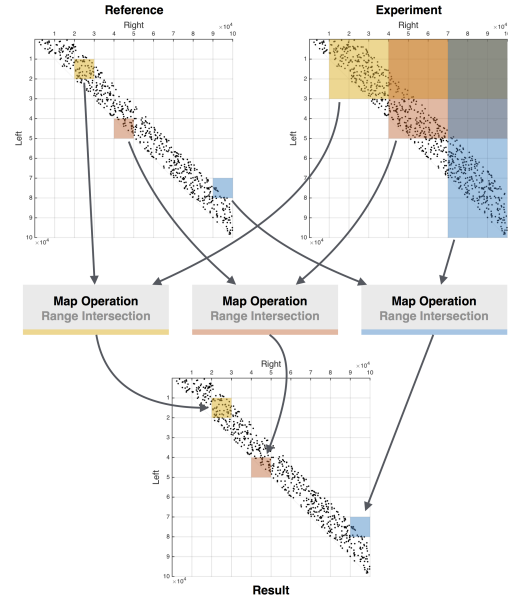 Reference
Experiment
Right
Right
×10⁴
×10⁴
1 2 3 4 5 6 7 8 9 10
1 2 3 4 5 6 7 8 9 10
Left
1
2
3
4
5
6
7
8
9
10
×10⁴
Left
1
2
3
4
5
6
7
8
9
10
×10⁴
Map Operation
Range Intersection
Map Operation
Range Intersection
Map Operation
Range Intersection
Right
×10⁴
1 2 3 4 5 6 7 8 9 10
Left
1
2
3
4
5
6
7
8
9
10
×10⁴
Result